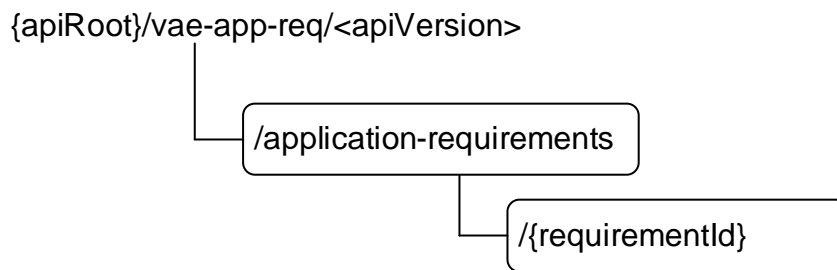 {apiRoot}/vae-app-req/<apiVersion>
/application-requirements
/{requirementId}